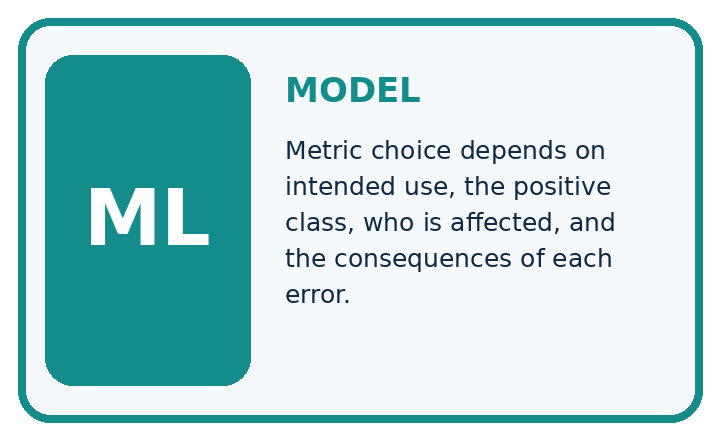 ML
MODEL
Metric choice depends on
intended use, the positive
class, who is affected, and
the consequences of each
error.